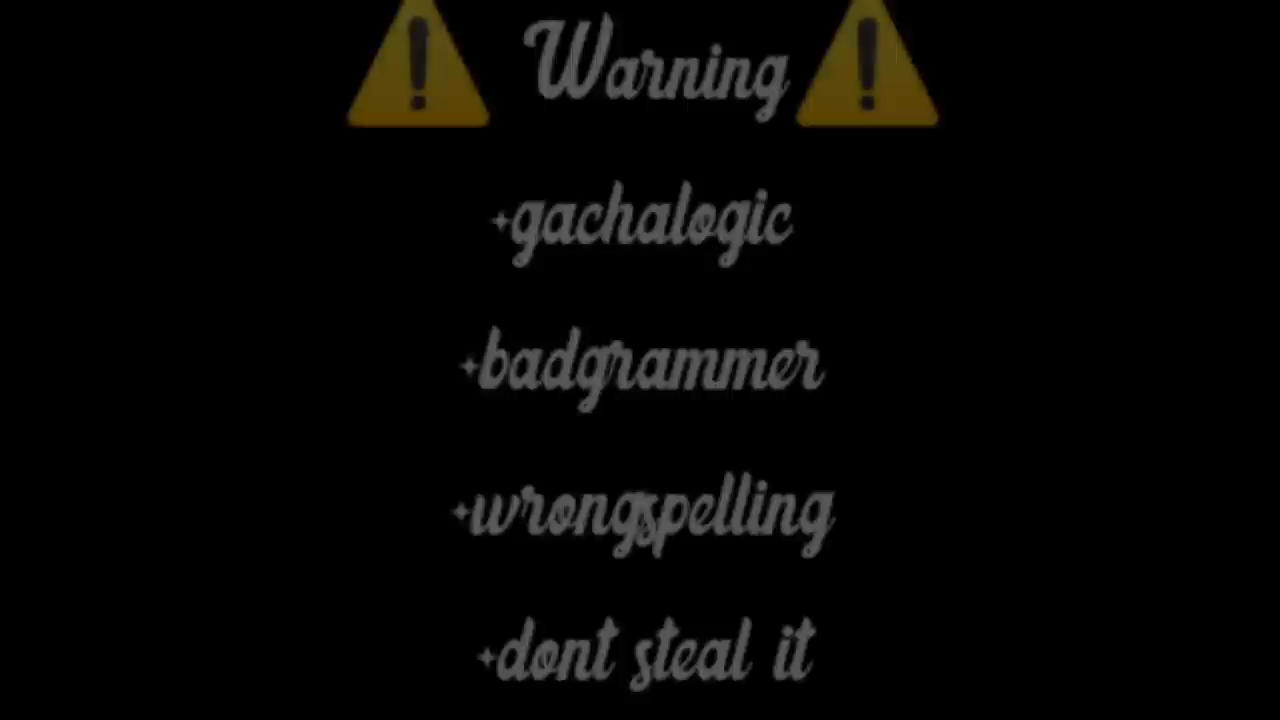 ⚠️ Warning ⚠️
+gachalogic
+badgrammer
+wrongspelling
+dont steal it